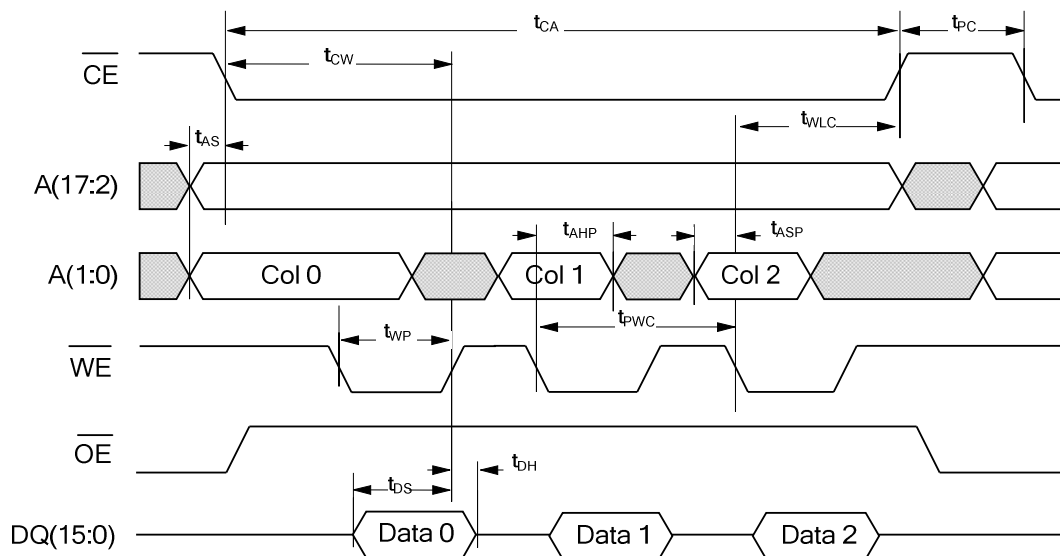 tCA
tPC
tCW
CE
tWLC
tAS
A(17:2)
tAHP
tASP
A(1:0)
Col 0
Col 1
Col 2
tPWC
tWP
WE
OE
tDH
tDS
DQ(15:0)
Data 0
Data 1
Data 2